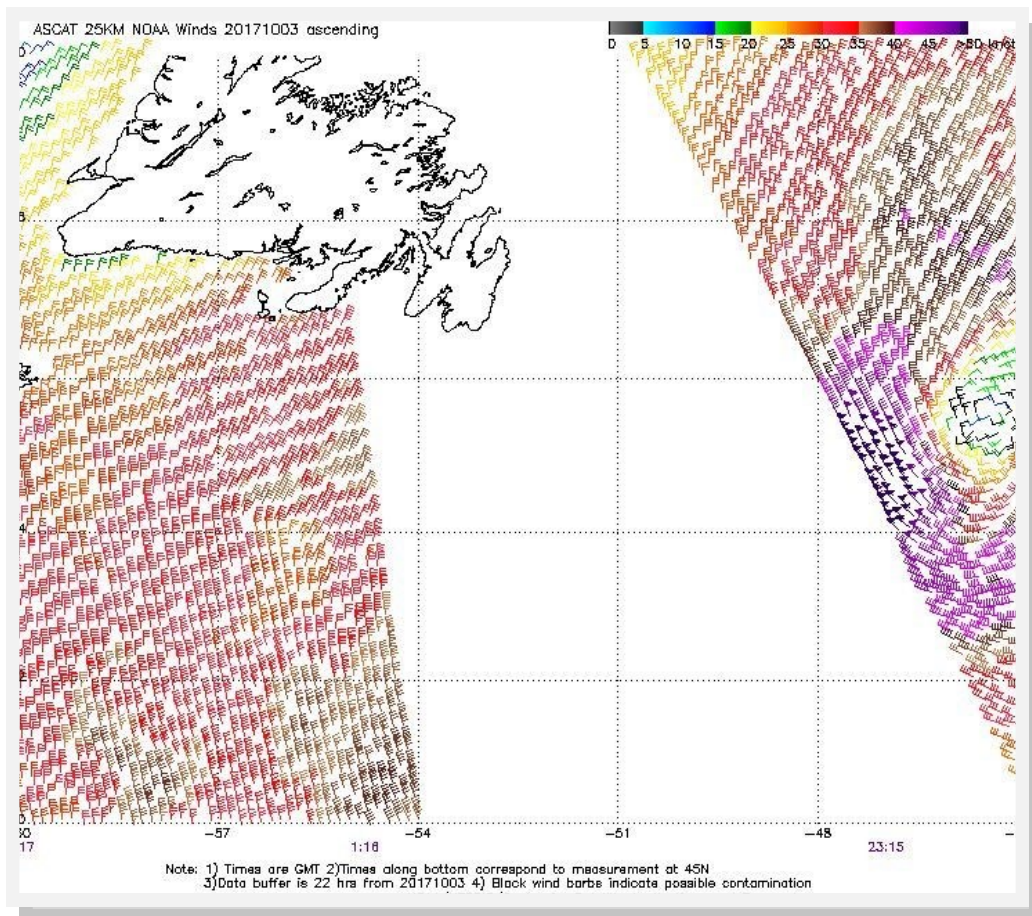 ASCAT 25KM NOAA Winds 20171003 ascending
0 5 10 15 20 25 30 35 40 45 >50 knots
-57 -54 -51 -48
17 1:16 23:15
Note: 1) Times are GMT 2)Times along bottom correspond to measurement at 45N
3)Data buffer is 22 hrs from 20171003 4) Black wind barbs indicate possible contamination